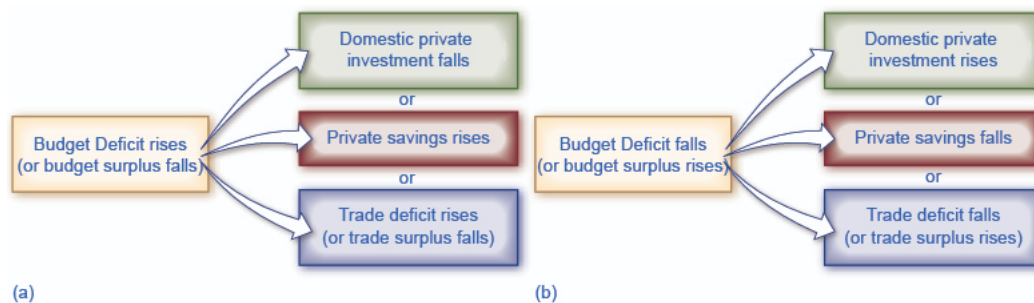 Domestic private
investment falls
or
Budget Deficit rises
(or budget surplus falls)
Private savings rises
or
Trade deficit rises
(or trade surplus falls)
(a)
Domestic private
investment rises
or
Budget Deficit falls
(or budget surplus rises)
Private savings falls
or
Trade deficit falls
(or trade surplus rises)
(b)